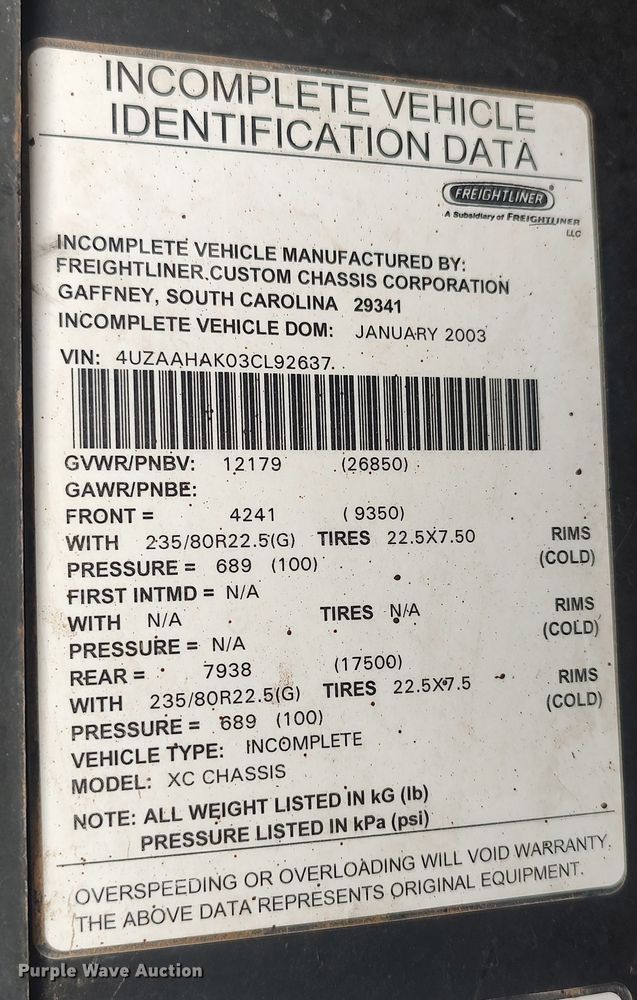 INCOMPLETE VEHICLE
IDENTIFICATION DATA
FREIGHTLINER
A Subsidiary of FREIGHTLINER
LLC
INCOMPLETE VEHICLE MANUFACTURED BY:
FREIGHTLINER CUSTOM CHASSIS CORPORATION
GAFFNEY, SOUTH CAROLINA 29341
INCOMPLETE VEHICLE DOM: JANUARY 2003
VIN: 4UZAAHAK03CL92637
GVWR/PNBV: 12179 (26850)
GAWR/PNBE:
FRONT = 4241 (9350)
WITH 235/80R22.5(G) TIRES 22.5X7.50 RIMS
PRESSURE = 689 (100) (COLD)
FIRST INTMD = N/A
WITH N/A TIRES N/A RIMS
PRESSURE = N/A (COLD)
REAR = 7938 (17500)
WITH 235/80R22.5(G) TIRES 22.5X7.5 RIMS
PRESSURE = 689 (100) (COLD)
VEHICLE TYPE: INCOMPLETE
MODEL: XC CHASSIS
NOTE: ALL WEIGHT LISTED IN kG (lb)
PRESSURE LISTED IN kPa (psi)
OVERSPEEDING OR OVERLOADING WILL VOID WARRANTY.
THE ABOVE DATA REPRESENTS ORIGINAL EQUIPMENT.
Purple Wave Auction